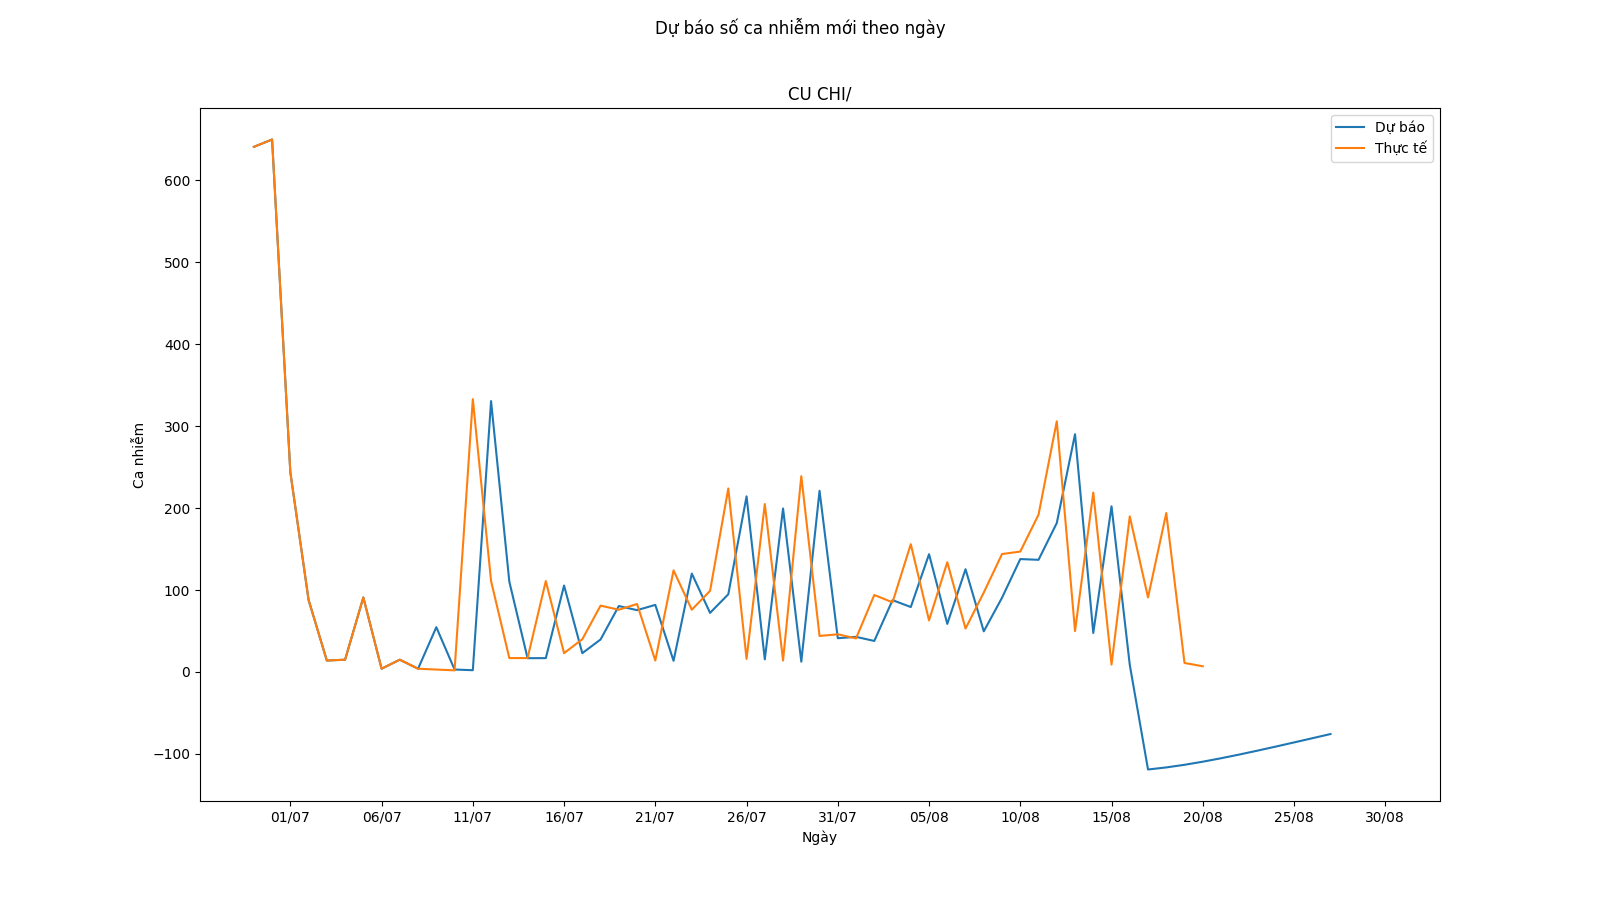 Dự báo số ca nhiễm mới theo ngày
CU CHI/
Dự báo
Thực tế
600
500
400
300
200
100
0
−100
Ca nhiễm
01/07 06/07 11/07 16/07 21/07 26/07 31/07 05/08 10/08 15/08 20/08 25/08 30/08
Ngày